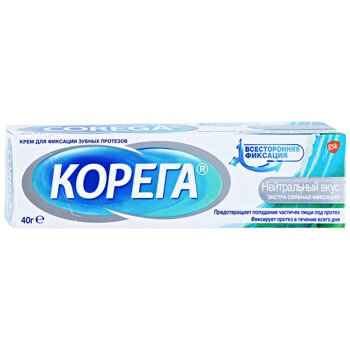 COREGA
КРЕМ ДЛЯ ФИКСАЦИИ ЗУБНЫХ ПРОТЕЗОВ
ВСЕСТОРОННЯЯ
ФИКСАЦИЯ
gsk
КОРЕГА®
Нейтральный вкус
ЭКСТРА СИЛЬНАЯ ФИКСАЦИЯ
40г℮
Предотвращает попадание частичек пищи под протез
Фиксирует протез в течение всего дня